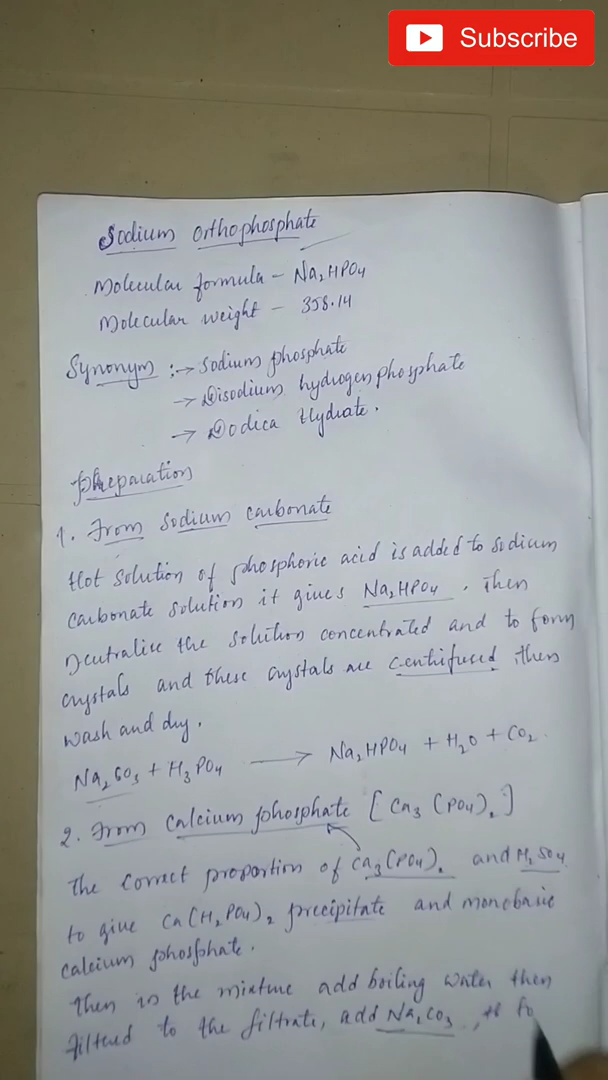 Subscribe
Sodium orthophosphate
Molecular formula - Na2HPO4
Molecular weight - 358.14
Synonym :→ Sodium phosphate
→ Disodium hydrogen phosphate
→ Dodica Hydrate.
Preparation
1. From Sodium carbonate
Hot solution of phosphoric acid is added to sodium
carbonate solution it gives Na2HPO4. Then
neutralise the solution concentrated and to form
crystals and these crystals are centrifused then
wash and dry.
Na2CO3 + H3PO4 → Na2HPO4 + H2O + CO2.
2. From Calcium phosphate [Ca3(PO4)2]
The correct proportion of Ca3(PO4)2 and H2SO4
to give Ca(H2PO4)2 precipitate and monobasic
calcium phosphate.
Then in the mixture add boiling water then
filtered to the filtrate, add Na2CO3,